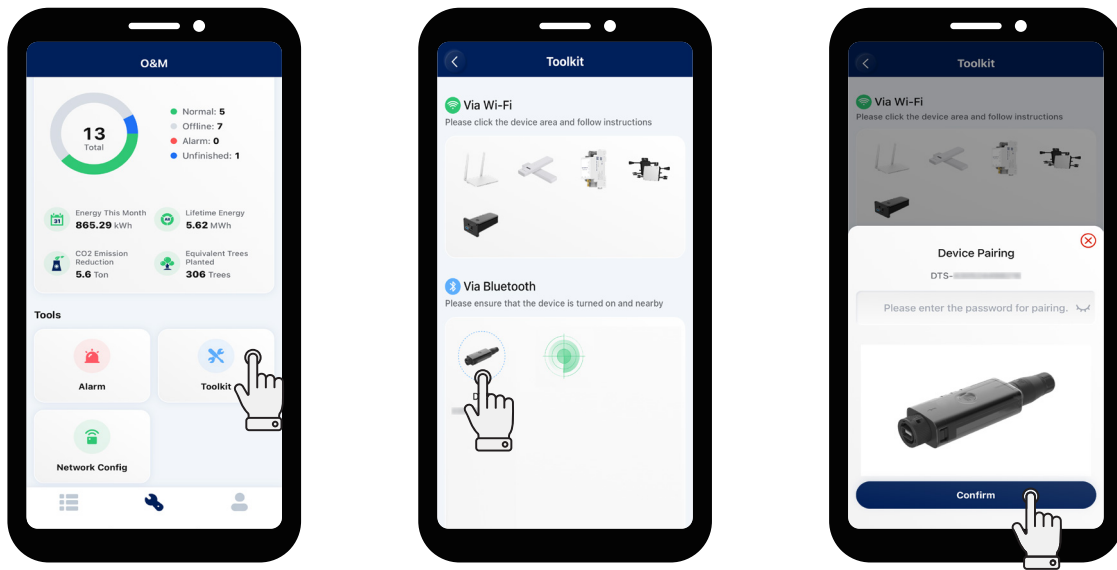 O&M
13
Total
Normal: 5
Offline: 7
Alarm: 0
Unfinished: 1
31
Energy This Month
865.29 kWh
Lifetime Energy
5.62 MWh
CO2 Emission
Reduction
5.6 Ton
Equivalent Trees
Planted
306 Trees
Tools
Alarm
Toolkit
Network Config
Toolkit
Via Wi-Fi
Please click the device area and follow instructions
Via Bluetooth
Please ensure that the device is turned on and nearby
D
Toolkit
Via Wi-Fi
Please click the device area and follow instructions
Device Pairing
DTS-
Please enter the password for pairing.
Confirm